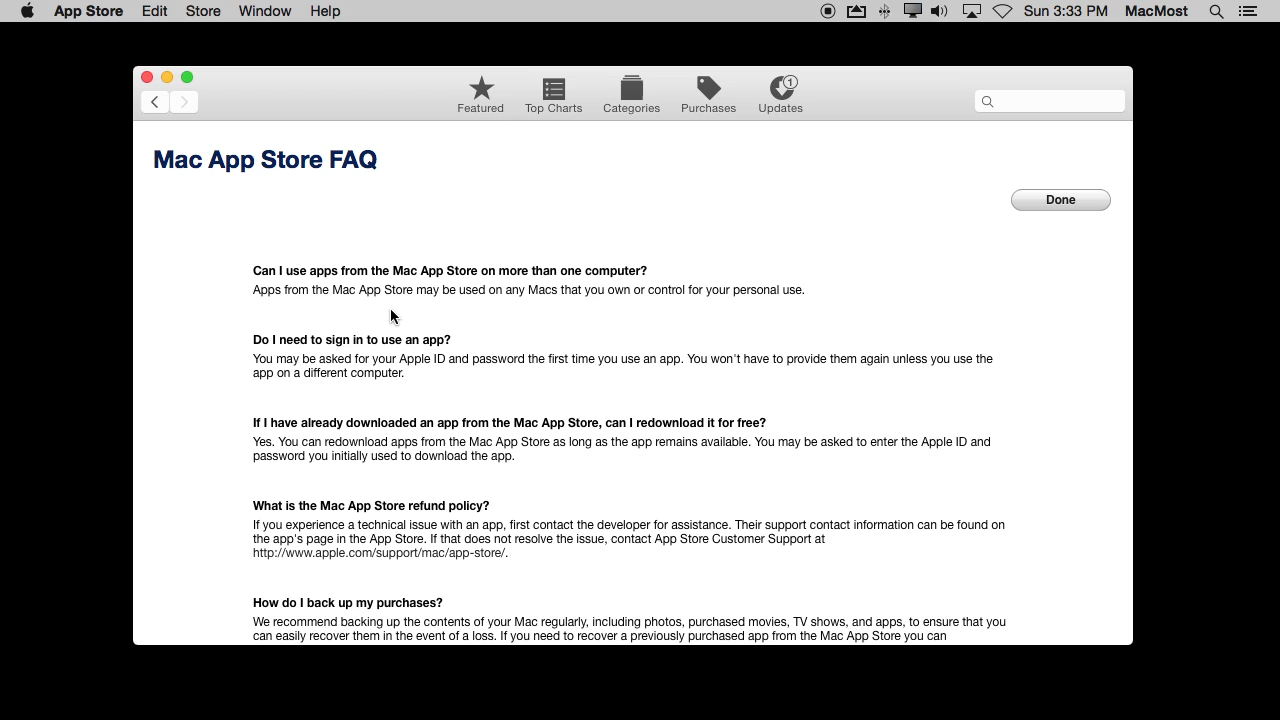 App Store Edit Store Window Help Sun 3:33 PM MacMost
1
Featured Top Charts Categories Purchases Updates
Mac App Store FAQ
Done
Can I use apps from the Mac App Store on more than one computer?
Apps from the Mac App Store may be used on any Macs that you own or control for your personal use.
Do I need to sign in to use an app?
You may be asked for your Apple ID and password the first time you use an app. You won't have to provide them again unless you use the
app on a different computer.
If I have already downloaded an app from the Mac App Store, can I redownload it for free?
Yes. You can redownload apps from the Mac App Store as long as the app remains available. You may be asked to enter the Apple ID and
password you initially used to download the app.
What is the Mac App Store refund policy?
If you experience a technical issue with an app, first contact the developer for assistance. Their support contact information can be found on
the app's page in the App Store. If that does not resolve the issue, contact App Store Customer Support at
http://www.apple.com/support/mac/app-store/.
How do I back up my purchases?
We recommend backing up the contents of your Mac regularly, including photos, purchased movies, TV shows, and apps, to ensure that you
can easily recover them in the event of a loss. If you need to recover a previously purchased app from the Mac App Store you can